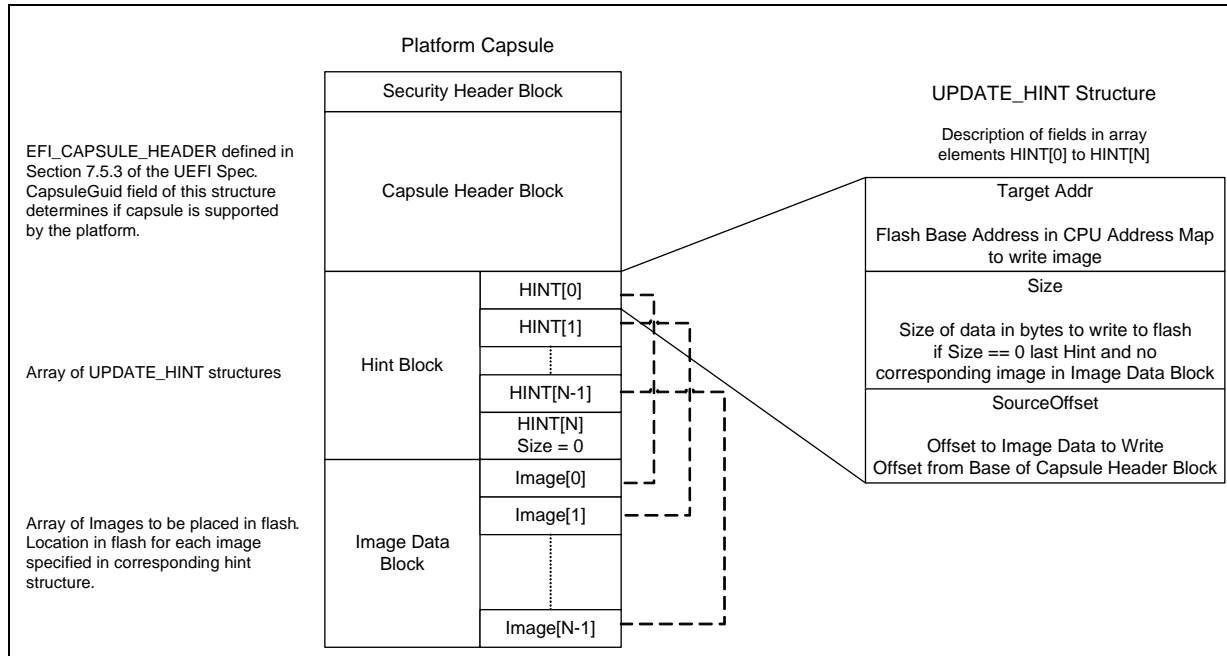 Platform Capsule
Security Header Block
EFI_CAPSULE_HEADER defined in
Section 7.5.3 of the UEFI Spec.
CapsuleGuid field of this structure
determines if capsule is supported
by the platform.
Capsule Header Block
Array of UPDATE_HINT structures
Hint Block
HINT[0]
HINT[1]
HINT[N-1]
HINT[N]
Size = 0
Array of Images to be placed in flash.
Location in flash for each image
specified in corresponding hint
structure.
Image Data
Block
Image[0]
Image[1]
Image[N-1]
UPDATE_HINT Structure
Description of fields in array
elements HINT[0] to HINT[N]
Target Addr
Flash Base Address in CPU Address Map
to write image
Size
Size of data in bytes to write to flash
if Size == 0 last Hint and no
corresponding image in Image Data Block
SourceOffset
Offset to Image Data to Write
Offset from Base of Capsule Header Block